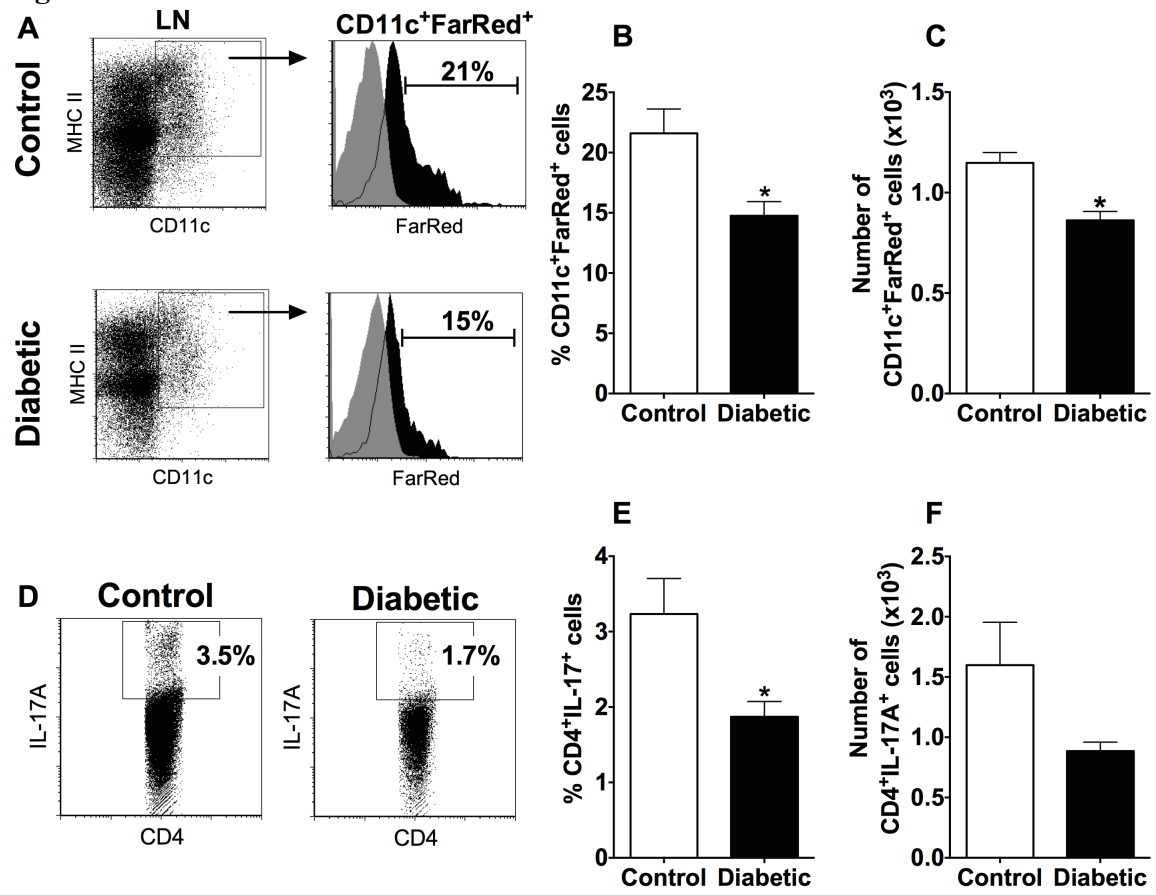 A
LN
CD11c⁺FarRed⁺
Control
MHC II
CD11c
21%
FarRed
Diabetic
MHC II
CD11c
15%
FarRed
B
% CD11c⁺FarRed⁺ cells
25
20
15
10
5
0
*
Control Diabetic
C
Number of
CD11c⁺FarRed⁺ cells (x10³)
1.5
1.0
0.5
0.0
*
Control Diabetic
D
Control
IL-17A
3.5%
CD4
Diabetic
IL-17A
1.7%
CD4
E
% CD4⁺IL-17⁺ cells
4
3
2
1
0
*
Control Diabetic
F
Number of
CD4⁺IL-17A⁺ cells (x10³)
2.5
2.0
1.5
1.0
0.5
0.0
Control Diabetic